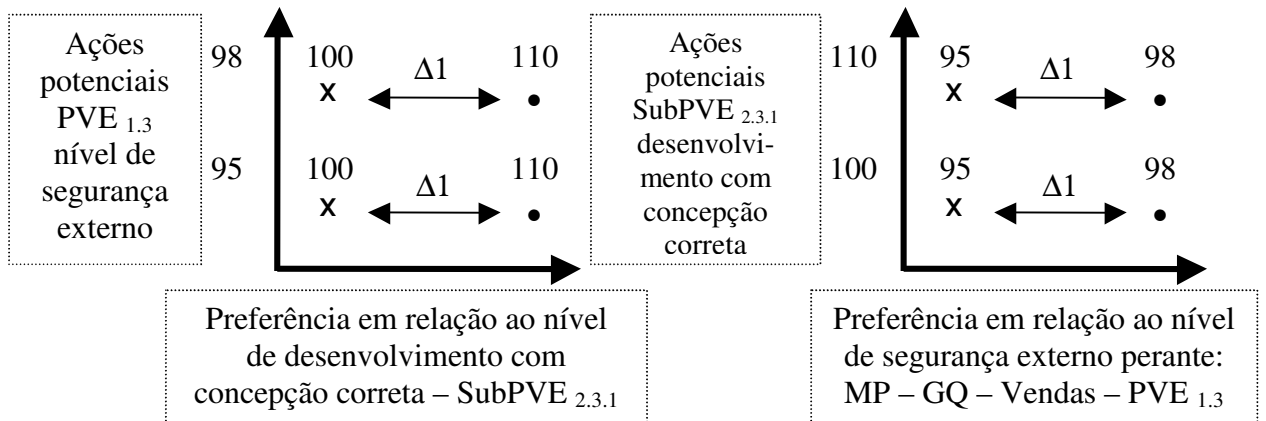 Ações
potenciais
PVE 1.3
nível de
segurança
externo
98 100 110
x Δ1 •
95 100 110
x Δ1 •
Preferência em relação ao nível
de desenvolvimento com
concepção correta – SubPVE 2.3.1
Ações
potenciais
SubPVE 2.3.1
desenvolvi-
mento com
concepção
correta
110 95 98
x Δ1 •
100 95 98
x Δ1 •
Preferência em relação ao nível
de segurança externo perante:
MP – GQ – Vendas – PVE 1.3